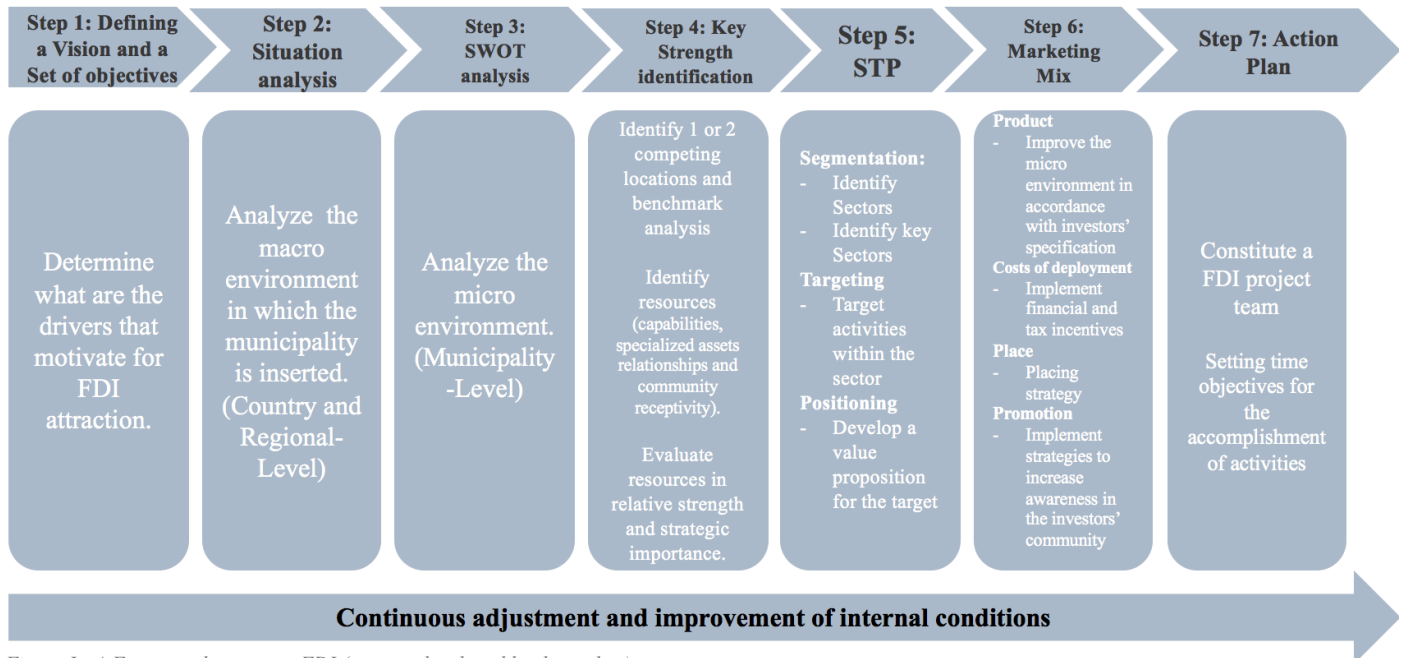 Step 1: Defining
a Vision and a
Set of objectives
Step 2:
Situation
analysis
Step 3:
SWOT
analysis
Step 4: Key
Strength
identification
Step 5:
STP
Step 6:
Marketing
Mix
Step 7: Action
Plan
Determine
what are the
drivers that
motivate for
FDI
attraction.
Analyze the
macro
environment
in which the
municipality
is inserted.
(Country and
Regional-
Level)
Analyze the
micro
environment.
(Municipality
-Level)
Identify 1 or 2
competing
locations and
benchmark
analysis
Identify
resources
(capabilities,
specialized assets
relationships and
community
receptivity).
Evaluate
resources in
relative strength
and strategic
importance.
Segmentation:
- Identify
Sectors
- Identify key
Sectors
Targeting
- Target
activities
within the
sector
Positioning
- Develop a
value
proposition
for the target
Product
- Improve the
micro
environment in
accordance
with investors’
specification
Costs of deployment
- Implement
financial and
tax incentives
Place
- Placing
strategy
Promotion
- Implement
strategies to
increase
awareness in
the investors’
community
Constitute a
FDI project
team
Setting time
objectives for
the
accomplishment
of activities
Continuous adjustment and improvement of internal conditions